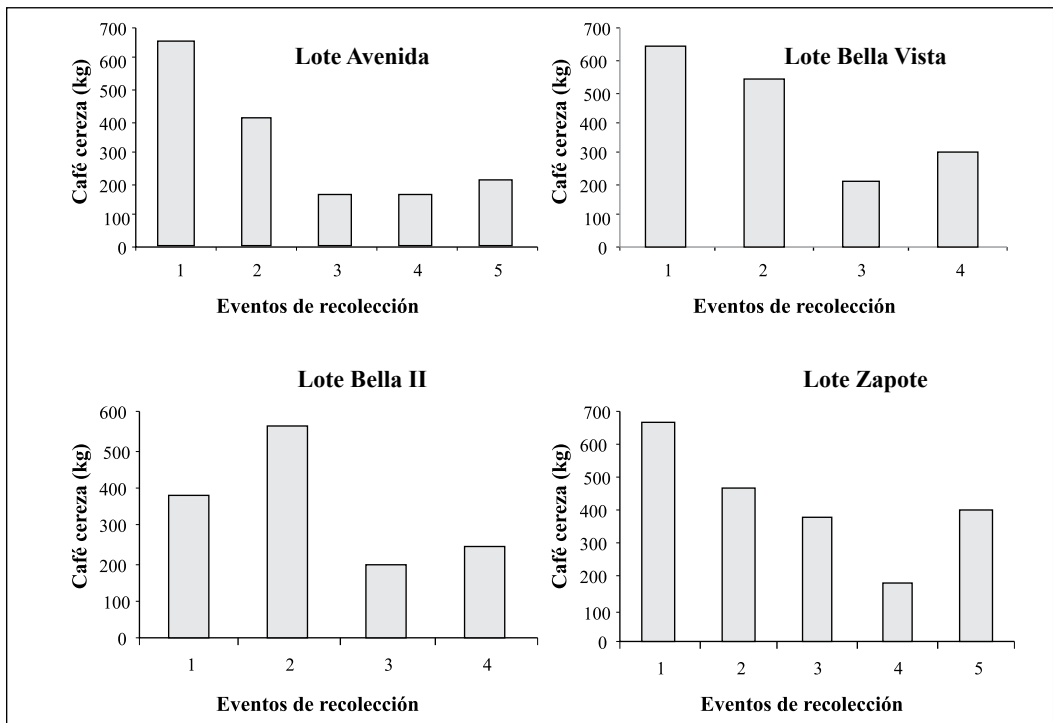 Lote Avenida
Café cereza (kg)
700
600
500
400
300
200
100
0
1 2 3 4 5
Eventos de recolección
Lote Bella Vista
Café cereza (kg)
700
600
500
400
300
200
100
0
1 2 3 4
Eventos de recolección
Lote Bella II
Café cereza (kg)
600
500
400
300
200
100
0
1 2 3 4
Eventos de recolección
Lote Zapote
Café cereza (kg)
700
600
500
400
300
200
100
0
1 2 3 4 5
Eventos de recolección